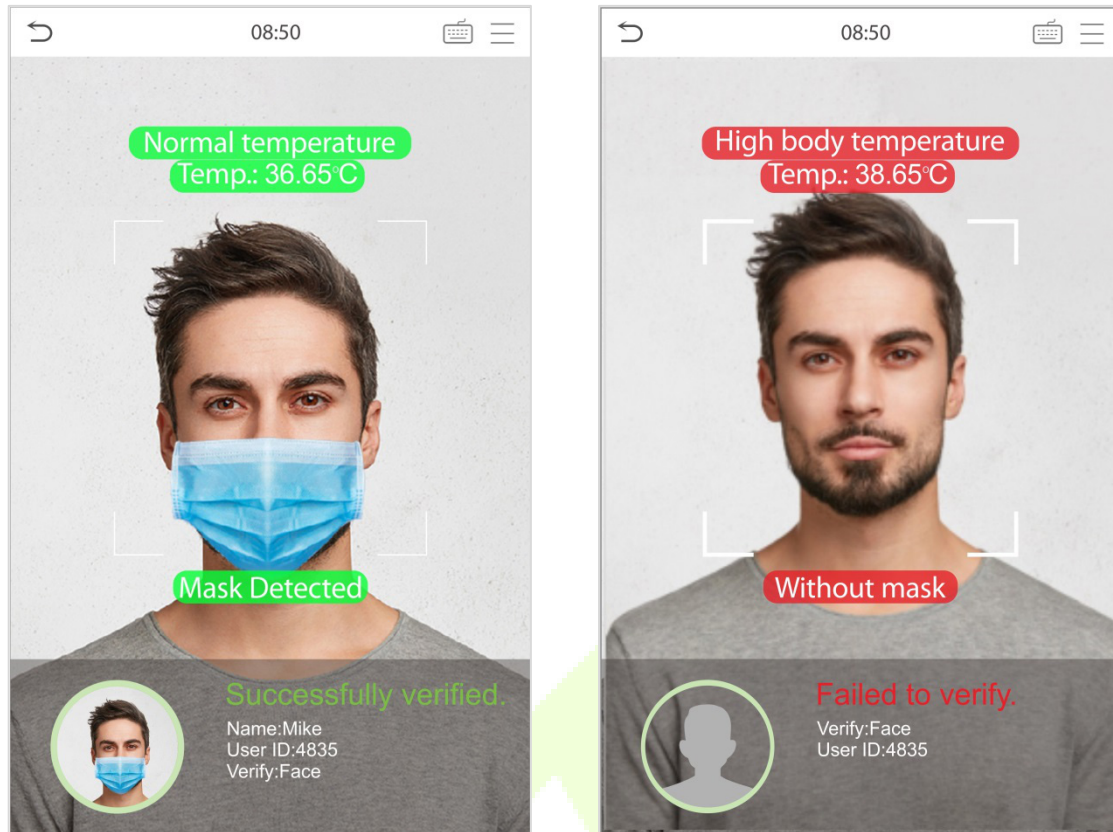 08:50
Normal temperature
Temp.: 36.65°C
Mask Detected
Successfully verified.
Name:Mike
User ID:4835
Verify:Face
08:50
High body temperature
Temp.: 38.65°C
Without mask
Failed to verify.
Verify:Face
User ID:4835